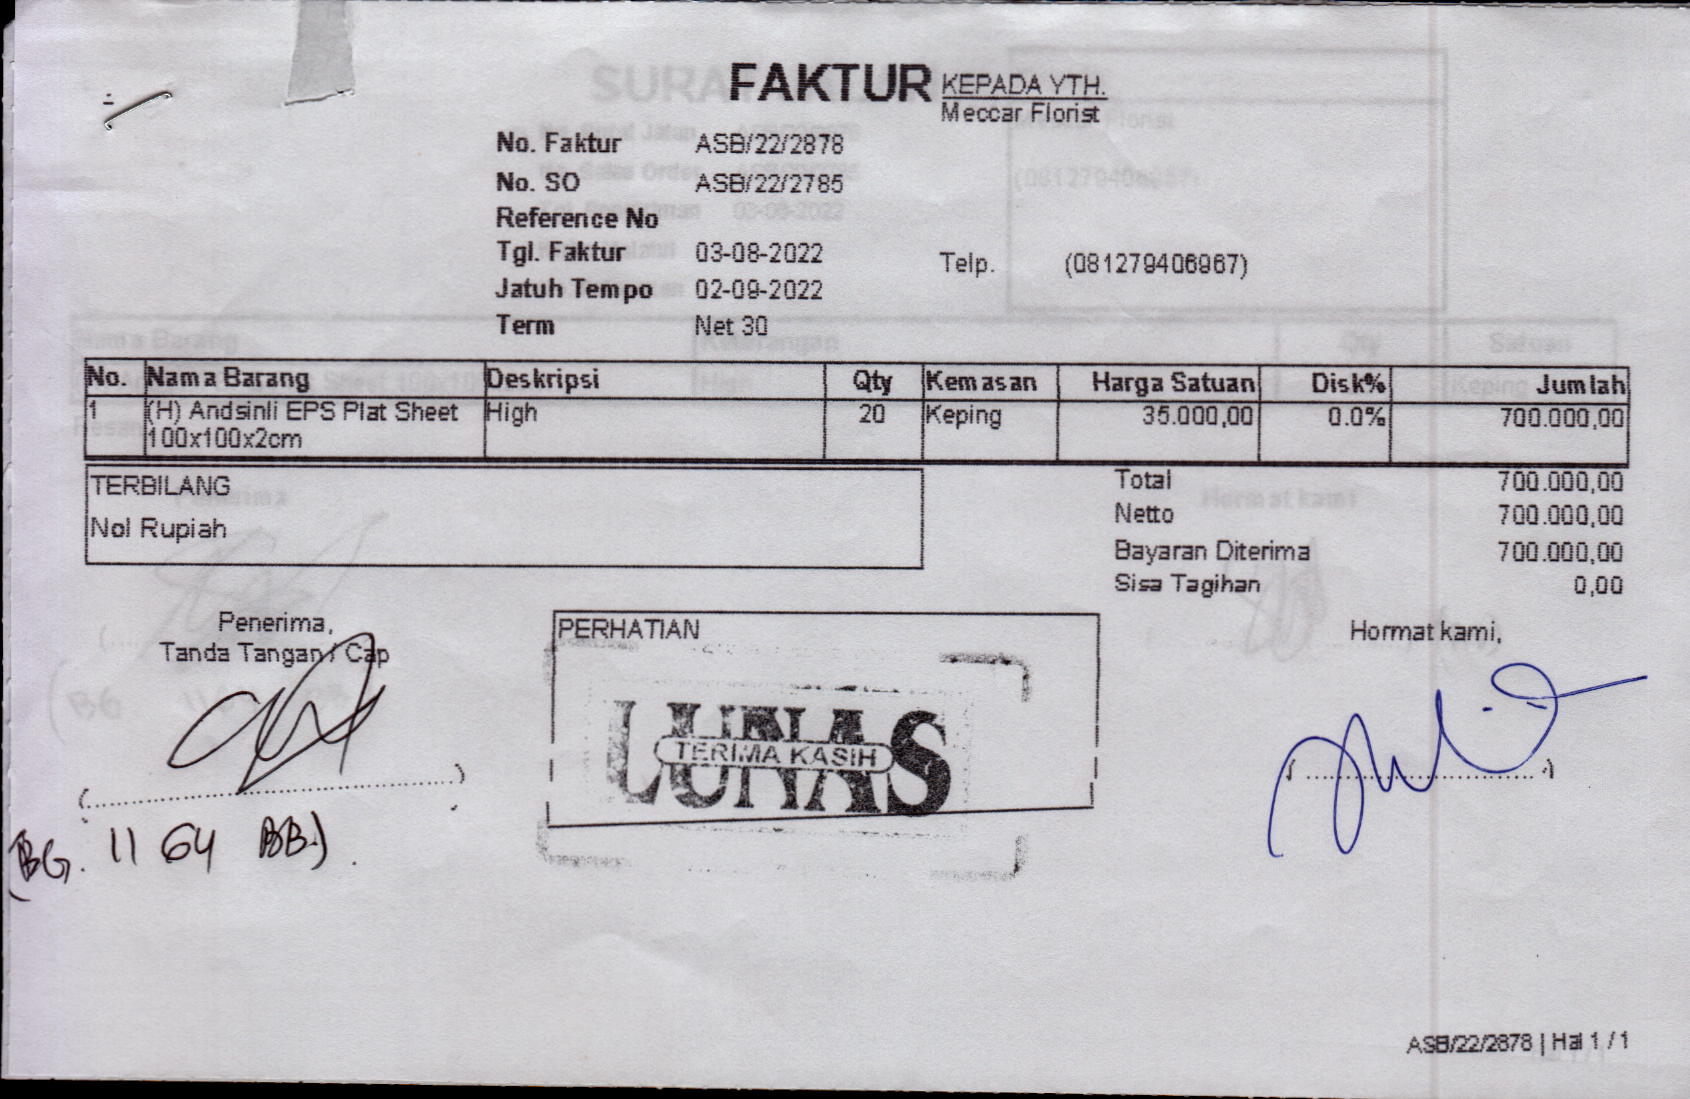 FAKTUR
KEPADA YTH.
Meccar Florist
No. Faktur ASB/22/2878
No. SO ASB/22/2785
Reference No
Tgl. Faktur 03-08-2022
Telp. (081279406967)
Jatuh Tempo 02-09-2022
Term Net 30
No. Nama Barang Deskripsi Qty Kemasan Harga Satuan Disk% Jumlah
1 (H) Andsinli EPS Plat Sheet High 20 Keping 35.000,00 0.0% 700.000,00
100x100x2cm
TERBILANG
Nol Rupiah
Total 700.000,00
Netto 700.000,00
Bayaran Diterima 700.000,00
Sisa Tagihan 0,00
Penerima,
Tanda Tangan / Cap
(BG. 1164 BB)
PERHATIAN
LUNAS
TERIMA KASIH
Hormat kami,
ASB/22/2878 | Hal 1 / 1